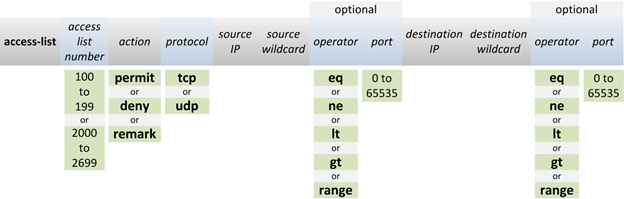 optional optional
access-list access list number action protocol source IP source wildcard operator port destination IP destination wildcard operator port
100 to 199 or 2000 to 2699
permit or deny or remark
tcp or udp
eq or ne or lt or gt or range
0 to 65535
eq or ne or lt or gt or range
0 to 65535